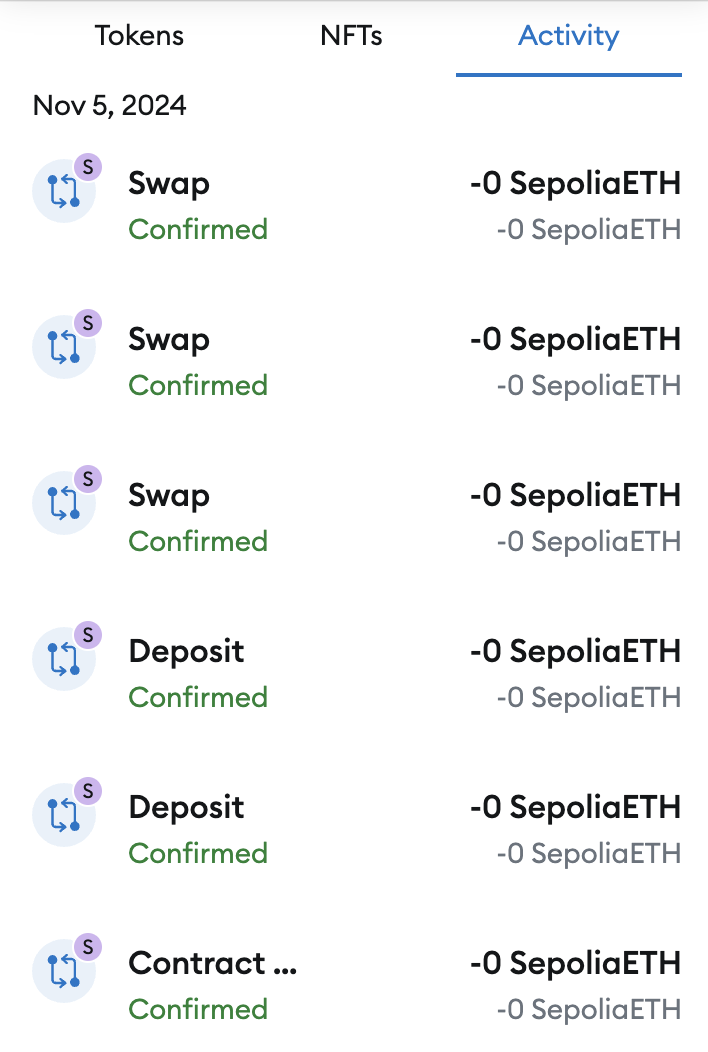 Tokens NFTs Activity
Nov 5, 2024
S
Swap -0 SepoliaETH
Confirmed -0 SepoliaETH
S
Swap -0 SepoliaETH
Confirmed -0 SepoliaETH
S
Swap -0 SepoliaETH
Confirmed -0 SepoliaETH
S
Deposit -0 SepoliaETH
Confirmed -0 SepoliaETH
S
Deposit -0 SepoliaETH
Confirmed -0 SepoliaETH
S
Contract ... -0 SepoliaETH
Confirmed -0 SepoliaETH